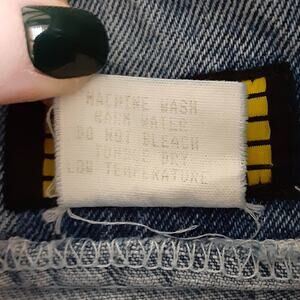 MACHINE WASH
WARM WATER
DO NOT BLEACH
TUMBLE DRY
LOW TEMPERATURE